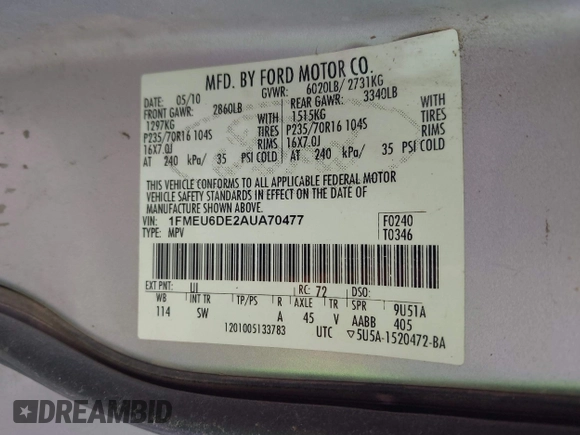 MFD. BY FORD MOTOR CO.
DATE: 05/10 GVWR: 6020LB/ 2731KG
FRONT GAWR: 2860LB REAR GAWR: 3340LB
1297KG 1515KG
P235/70R16 104S TIRES P235/70R16 104S TIRES
16X7.0J RIMS 16X7.0J RIMS
AT 240 kPa/ 35 PSI COLD AT 240 kPa/ 35 PSI COLD
THIS VEHICLE CONFORMS TO ALL APPLICABLE FEDERAL MOTOR
VEHICLE SAFETY STANDARDS IN EFFECT ON THE DATE OF
MANUFACTURE SHOWN ABOVE.
VIN: 1FMEU6DE2AUA70477 F0240
TYPE: MPV T0346
EXT PNT: UI RC: 72 DSO:
WB INT TR TP/PS R AXLE TR SPR 9U51A
114 SW A 45 V AABB 405
1201005133783 UTC ▽5U5A-1520472-BA
DREAMBID